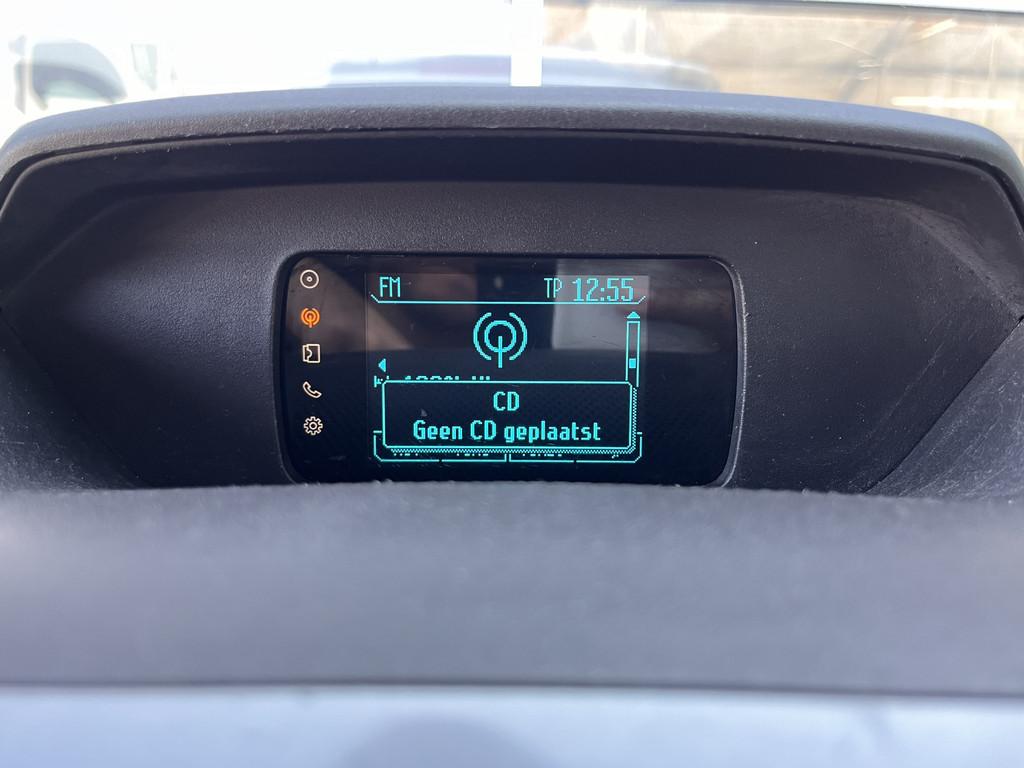 FM TP 12:55
CD
Geen CD geplaatst